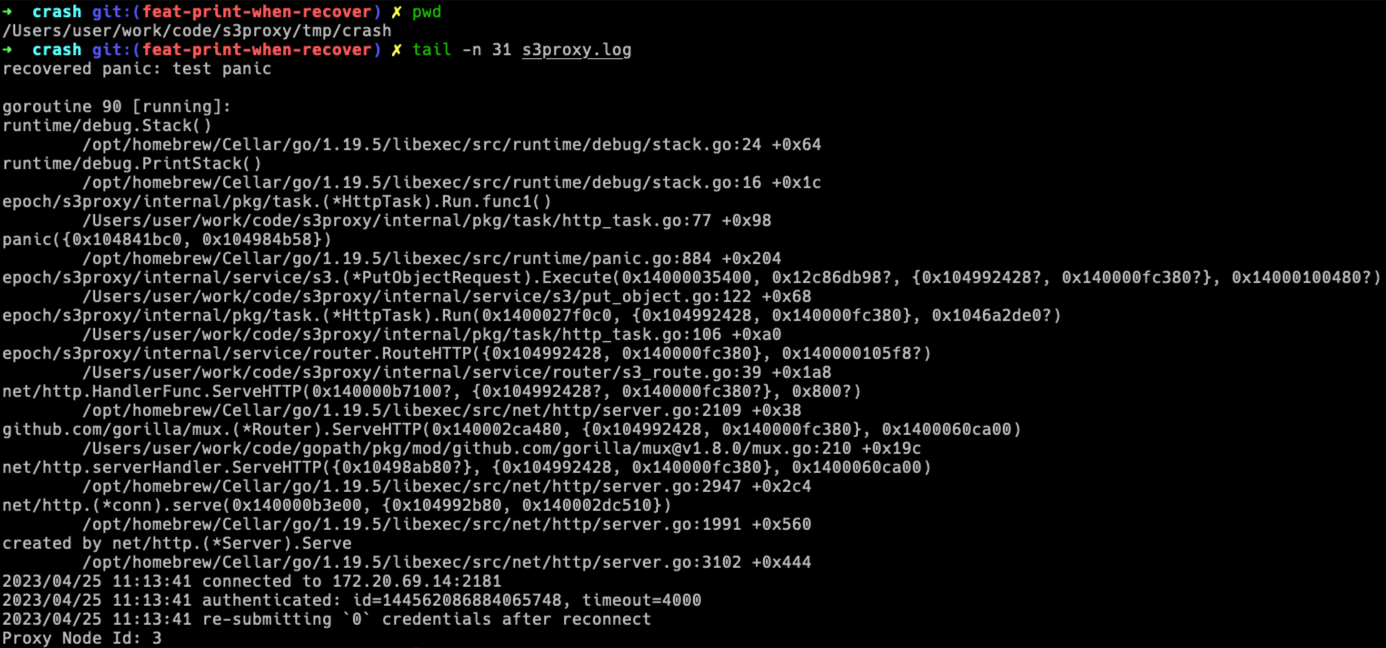 → crash git:(feat-print-when-recover) ✗ pwd
/Users/user/work/code/s3proxy/tmp/crash
→ crash git:(feat-print-when-recover) ✗ tail -n 31 s3proxy.log
recovered panic: test panic

goroutine 90 [running]:
runtime/debug.Stack()
        /opt/homebrew/Cellar/go/1.19.5/libexec/src/runtime/debug/stack.go:24 +0x64
runtime/debug.PrintStack()
        /opt/homebrew/Cellar/go/1.19.5/libexec/src/runtime/debug/stack.go:16 +0x1c
epoch/s3proxy/internal/pkg/task.(*HttpTask).Run.func1()
        /Users/user/work/code/s3proxy/internal/pkg/task/http_task.go:77 +0x98
panic({0x104841bc0, 0x104984b58})
        /opt/homebrew/Cellar/go/1.19.5/libexec/src/runtime/panic.go:884 +0x204
epoch/s3proxy/internal/service/s3.(*PutObjectRequest).Execute(0x14000035400, 0x12c86db98?, {0x104992428?, 0x140000fc380?}, 0x14000100480?)
        /Users/user/work/code/s3proxy/internal/service/s3/put_object.go:122 +0x68
epoch/s3proxy/internal/pkg/task.(*HttpTask).Run(0x1400027f0c0, {0x104992428, 0x140000fc380}, 0x1046a2de0?)
        /Users/user/work/code/s3proxy/internal/pkg/task/http_task.go:106 +0xa0
epoch/s3proxy/internal/service/router.RouteHTTP({0x104992428, 0x140000fc380}, 0x140000105f8?)
        /Users/user/work/code/s3proxy/internal/service/router/s3_route.go:39 +0x1a8
net/http.HandlerFunc.ServeHTTP(0x140000b7100?, {0x104992428?, 0x140000fc380?}, 0x800?)
        /opt/homebrew/Cellar/go/1.19.5/libexec/src/net/http/server.go:2109 +0x38
github.com/gorilla/mux.(*Router).ServeHTTP(0x140002ca480, {0x104992428, 0x140000fc380}, 0x1400060ca00)
        /Users/user/work/code/gopath/pkg/mod/github.com/gorilla/mux@v1.8.0/mux.go:210 +0x19c
net/http.serverHandler.ServeHTTP({0x10498ab80?}, {0x104992428, 0x140000fc380}, 0x1400060ca00)
        /opt/homebrew/Cellar/go/1.19.5/libexec/src/net/http/server.go:2947 +0x2c4
net/http.(*conn).serve(0x140000b3e00, {0x104992b80, 0x140002dc510})
        /opt/homebrew/Cellar/go/1.19.5/libexec/src/net/http/server.go:1991 +0x560
created by net/http.(*Server).Serve
        /opt/homebrew/Cellar/go/1.19.5/libexec/src/net/http/server.go:3102 +0x444
2023/04/25 11:13:41 connected to 172.20.69.14:2181
2023/04/25 11:13:41 authenticated: id=144562086884065748, timeout=4000
2023/04/25 11:13:41 re-submitting `0` credentials after reconnect
Proxy Node Id: 3